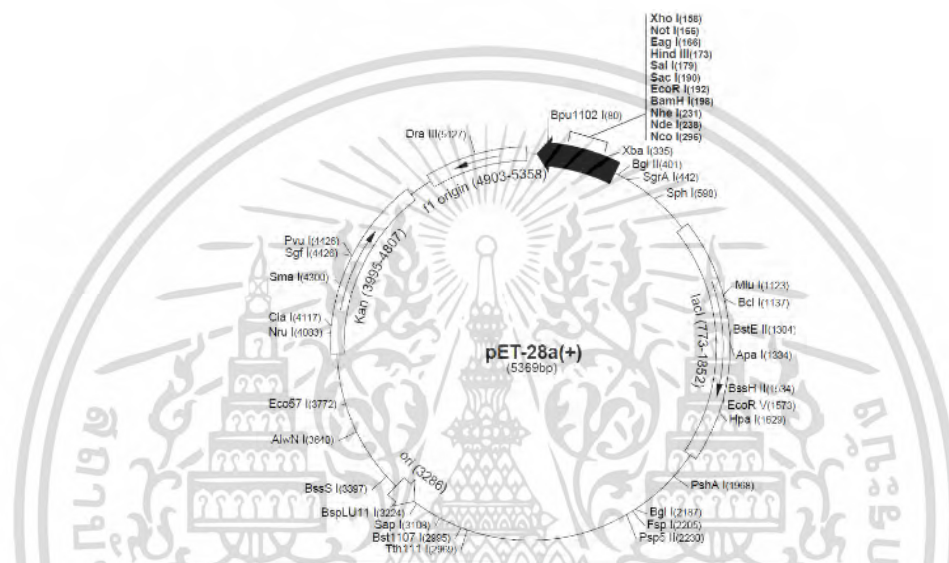 Xho I(158)
Not I(166)
Eag I(166)
Hind III(173)
Sal I(179)
Sac I(190)
EcoR I(192)
BamH I(198)
Nhe I(231)
Nde I(238)
Nco I(296)
Bpu1102 I(80)
Dra III(5127)
Xba I(335)
Bgl II(401)
SgrA I(442)
Sph I(598)
f1 origin (4903-5358)
Pvu I(4426)
Sgf I(4426)
Sma I(4300)
Kan (3995-4807)
Cla I(4117)
Nru I(4083)
Mlu I(1123)
Bcl I(1137)
BstE II(1304)
Apa I(1334)
lacI (773-1852)
pET-28a(+)
(5369bp)
BssH II(1534)
EcoR V(1573)
Hpa I(1629)
Eco57 I(3772)
AlwN I(3640)
ori (3286)
BssS I(3397)
PshA I(1968)
BspLU11 I(3224)
Sap I(3108)
Bst1107 I(2995)
Tth111 I(2969)
Bgl I(2187)
Fsp I(2205)
Psp5 II(2230)